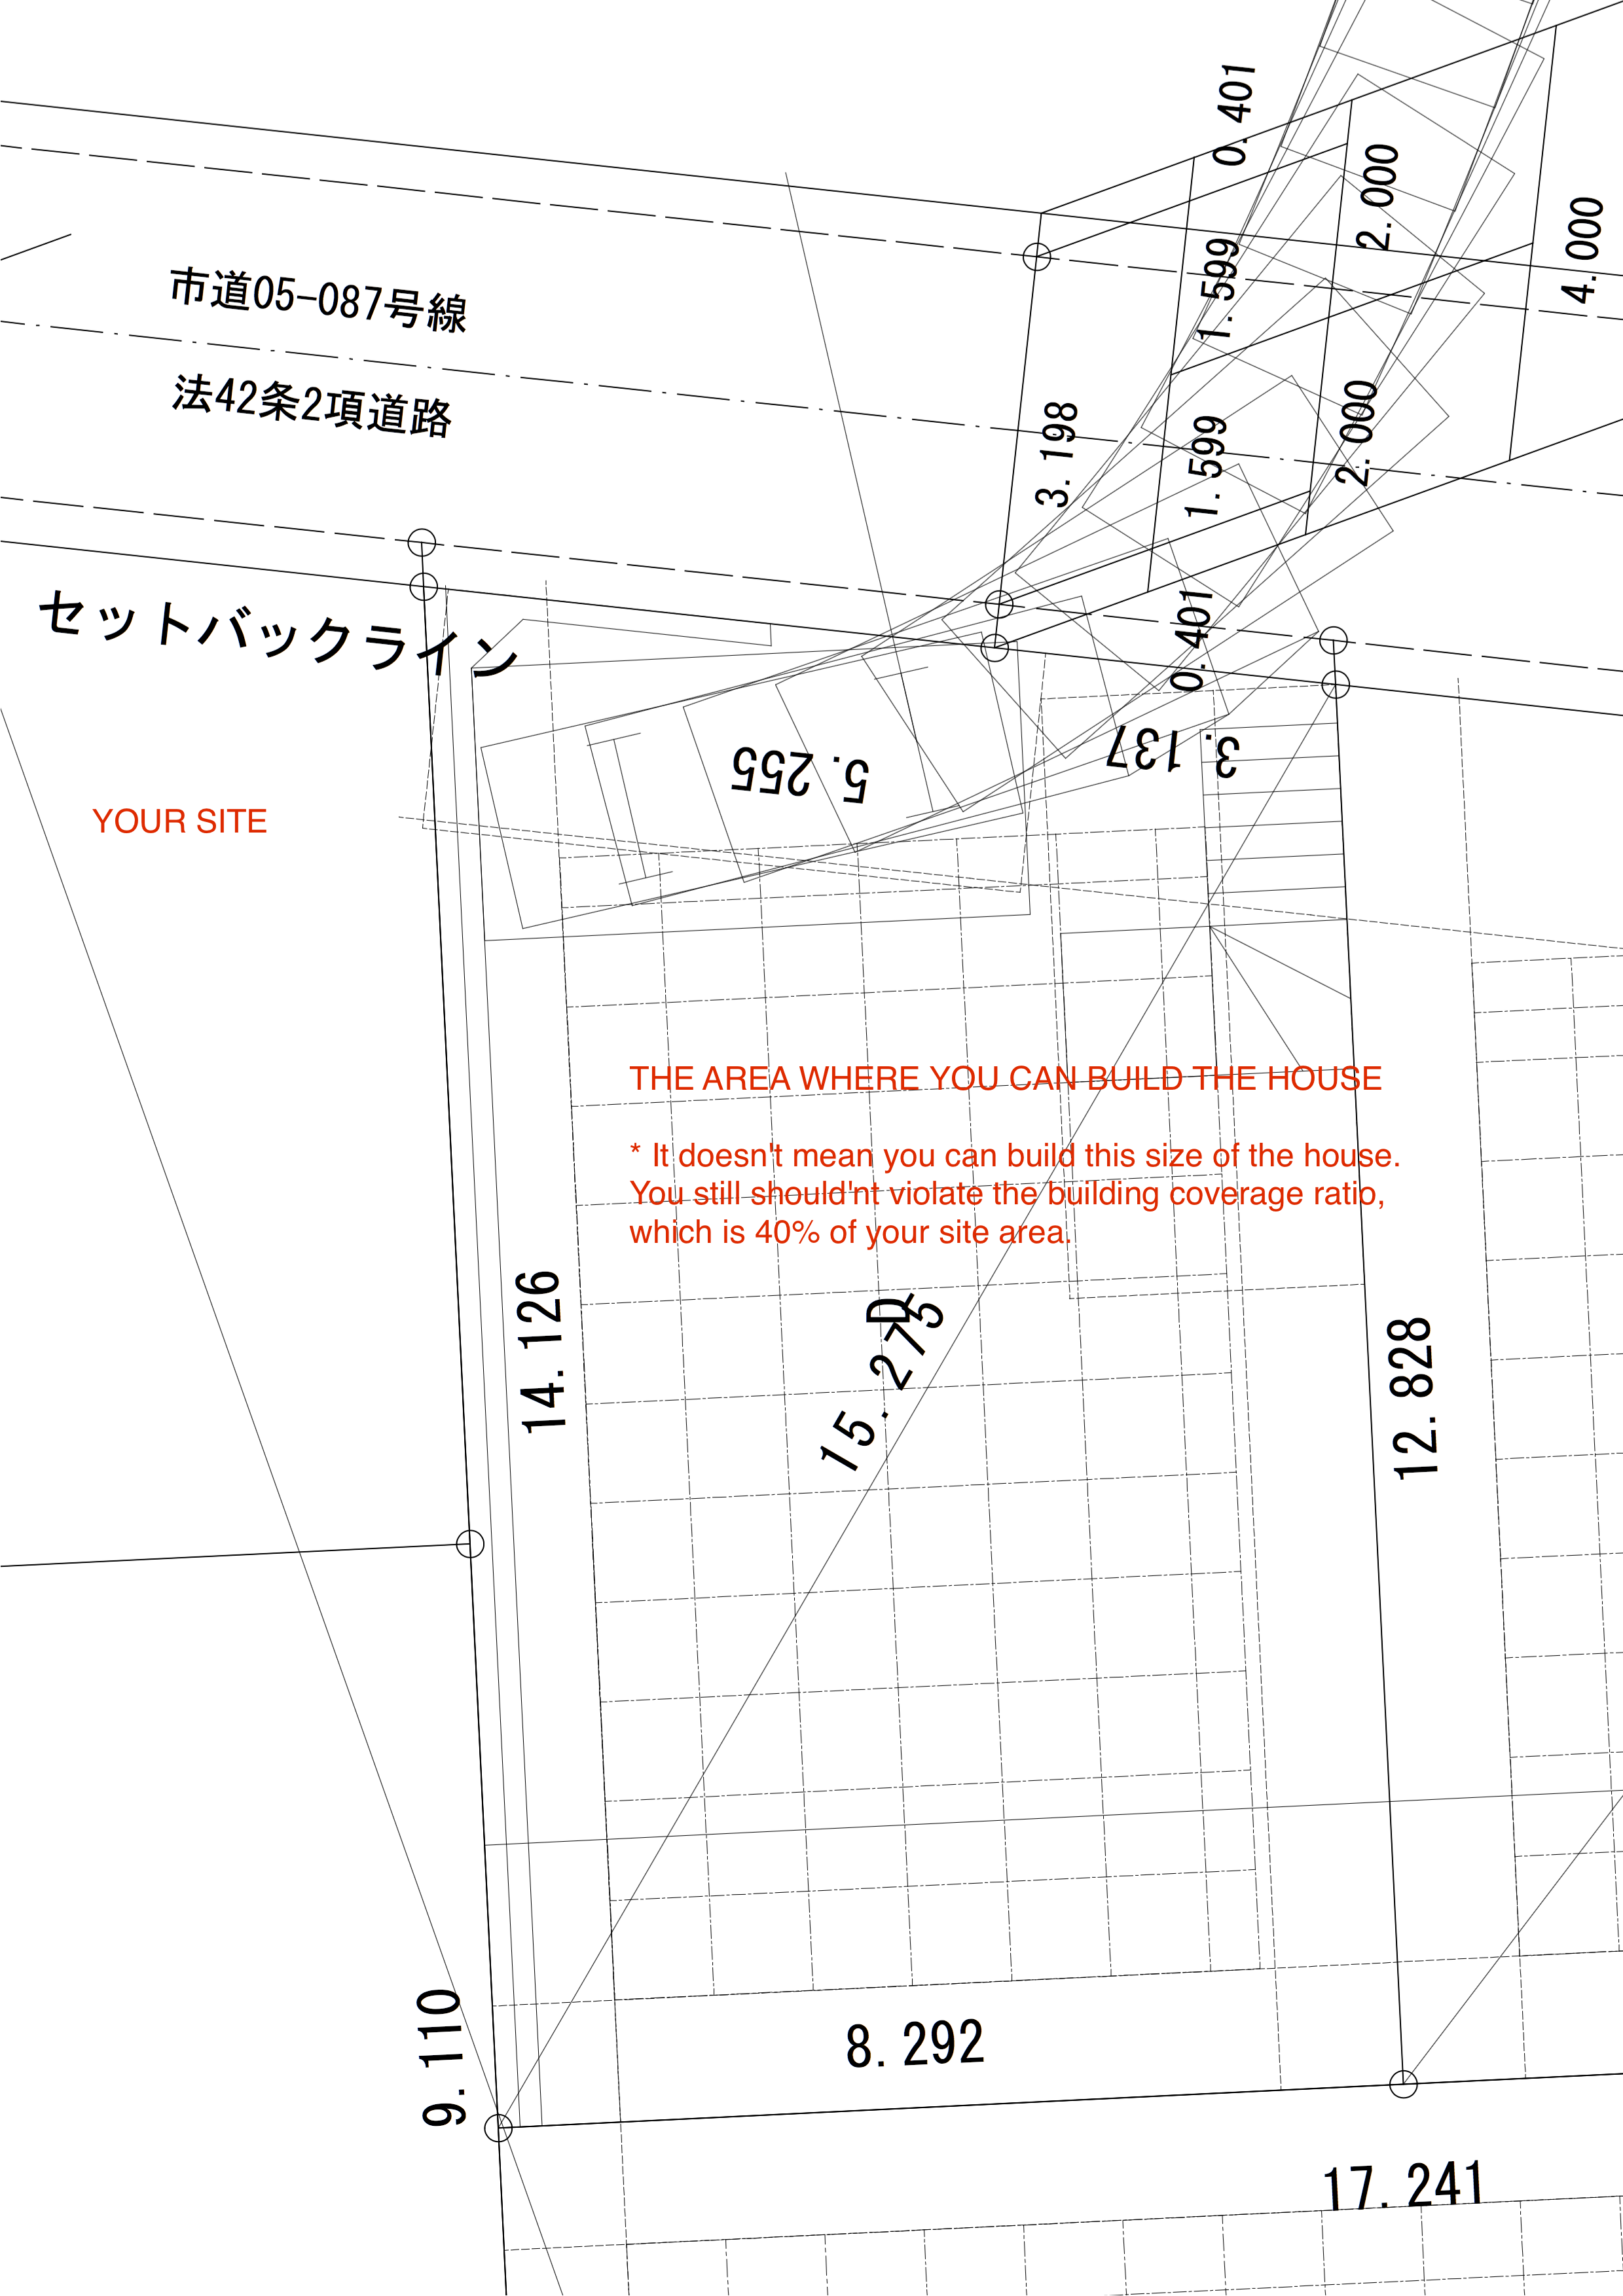 0.401
2.000
4.000
市道05-087号線
1.599
法42条2項道路
3.198
1.599
2.000
セットバックライン
0.401
5.255
3.137
YOUR SITE
THE AREA WHERE YOU CAN BUILD THE HOUSE
* It doesn't mean you can build this size of the house.
You still should'nt violate the building coverage ratio,
which is 40% of your site area.
14.126
D
15.275
12.828
9.110
8.292
17.241